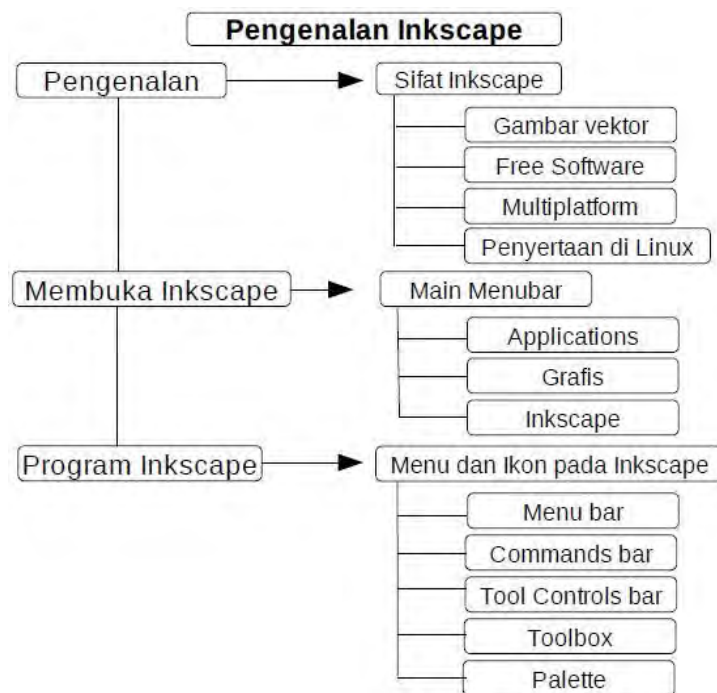 Pengenalan Inkscape
Pengenalan
Sifat Inkscape
Gambar vektor
Free Software
Multiplatform
Penyertaan di Linux
Membuka Inkscape
Main Menubar
Applications
Grafis
Inkscape
Program Inkscape
Menu dan Ikon pada Inkscape
Menu bar
Commands bar
Tool Controls bar
Toolbox
Palette